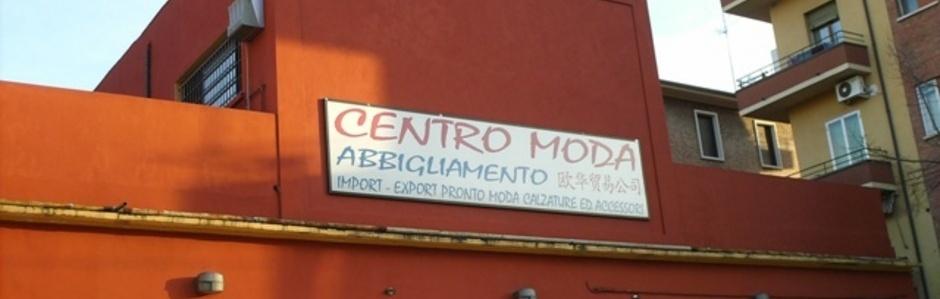 CENTRO MODA
ABBIGLIAMENTO 欧华贸易公司
IMPORT - EXPORT PRONTO MODA CALZATURE ED ACCESSORI